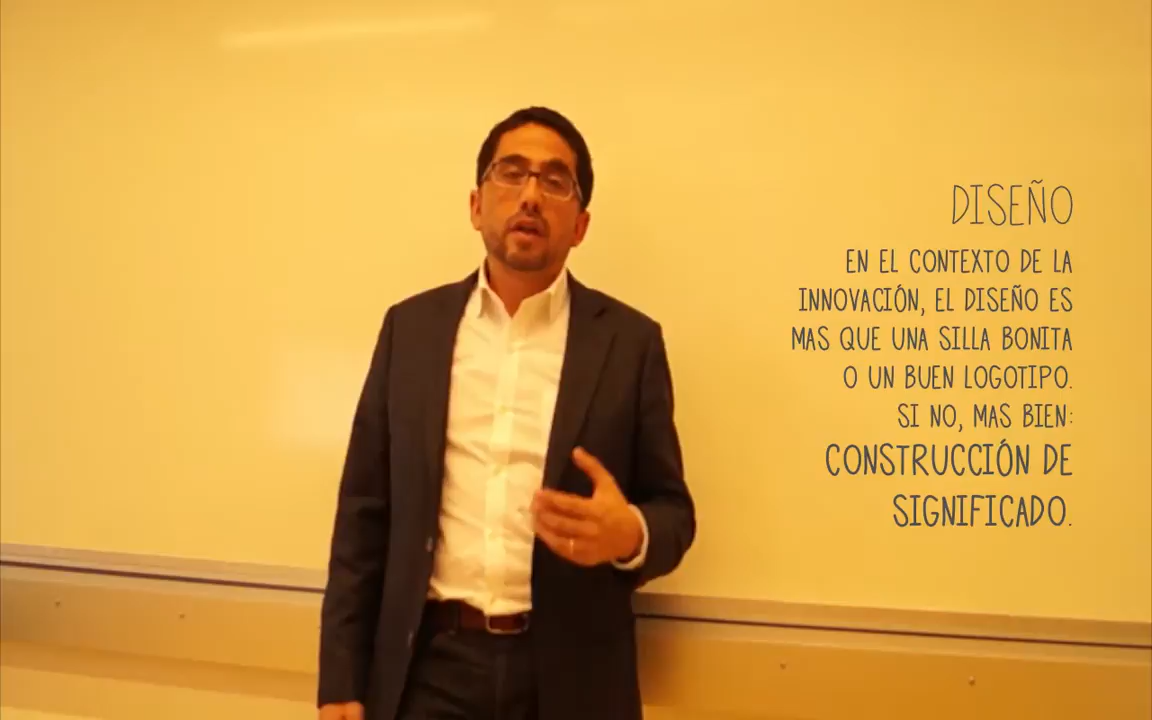 DISEÑO
EN EL CONTEXTO DE LA
INNOVACIÓN, EL DISEÑO ES
MAS QUE UNA SILLA BONITA
O UN BUEN LOGOTIPO.
SI NO, MAS BIEN:
CONSTRUCCIÓN DE
SIGNIFICADO.